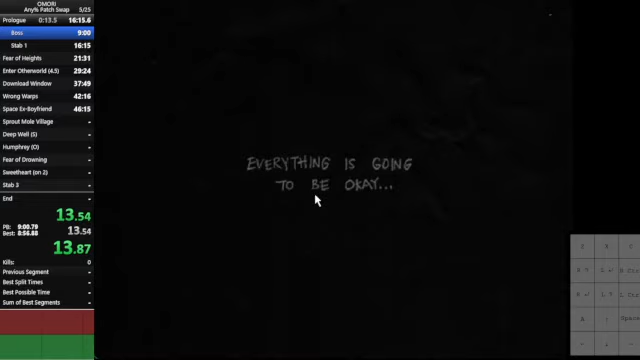 OMORI
Any% Patch Swap 5/25
Prologue 0:13.5 16:15.6
Boss 9:00
Stab 1 16:15
Fear of Heights 21:31
Enter Otherworld (4.5) 29:24
Download Window 37:49
Wrong Warps 42:16
Space Ex-Boyfriend 46:15
Sprout Mole Village -
Deep Well (S) -
Humphrey (O) -
Fear of Drowning -
Sweetheart (on 2) -
Stab 3 -
End -
13.54
PB: 9:00.79
Best: 8:56.88
13.54
13.87
Kills: 0
Previous Segment -
Best Split Times -
Best Possible Time -
Sum of Best Segments -
EVERYTHING IS GOING
TO BE OKAY...
Space